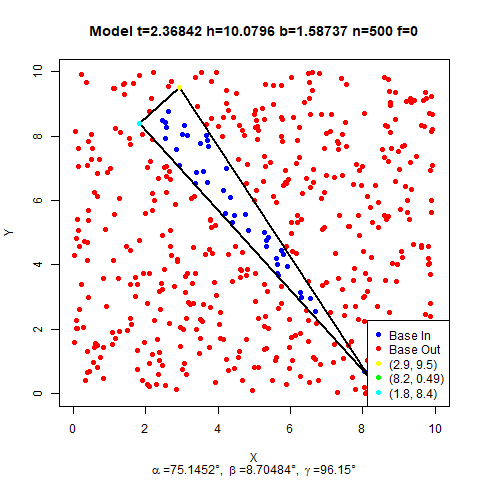 Model t=2.36842 h=10.0796 b=1.58737 n=500 f=0
10
8
6
4
2
0
Y
Base In
Base Out
(2.9, 9.5)
(8.2, 0.49)
(1.8, 8.4)
0 2 4 6 8 10
X
α=75.1452°, β=8.70484°, γ=96.15°